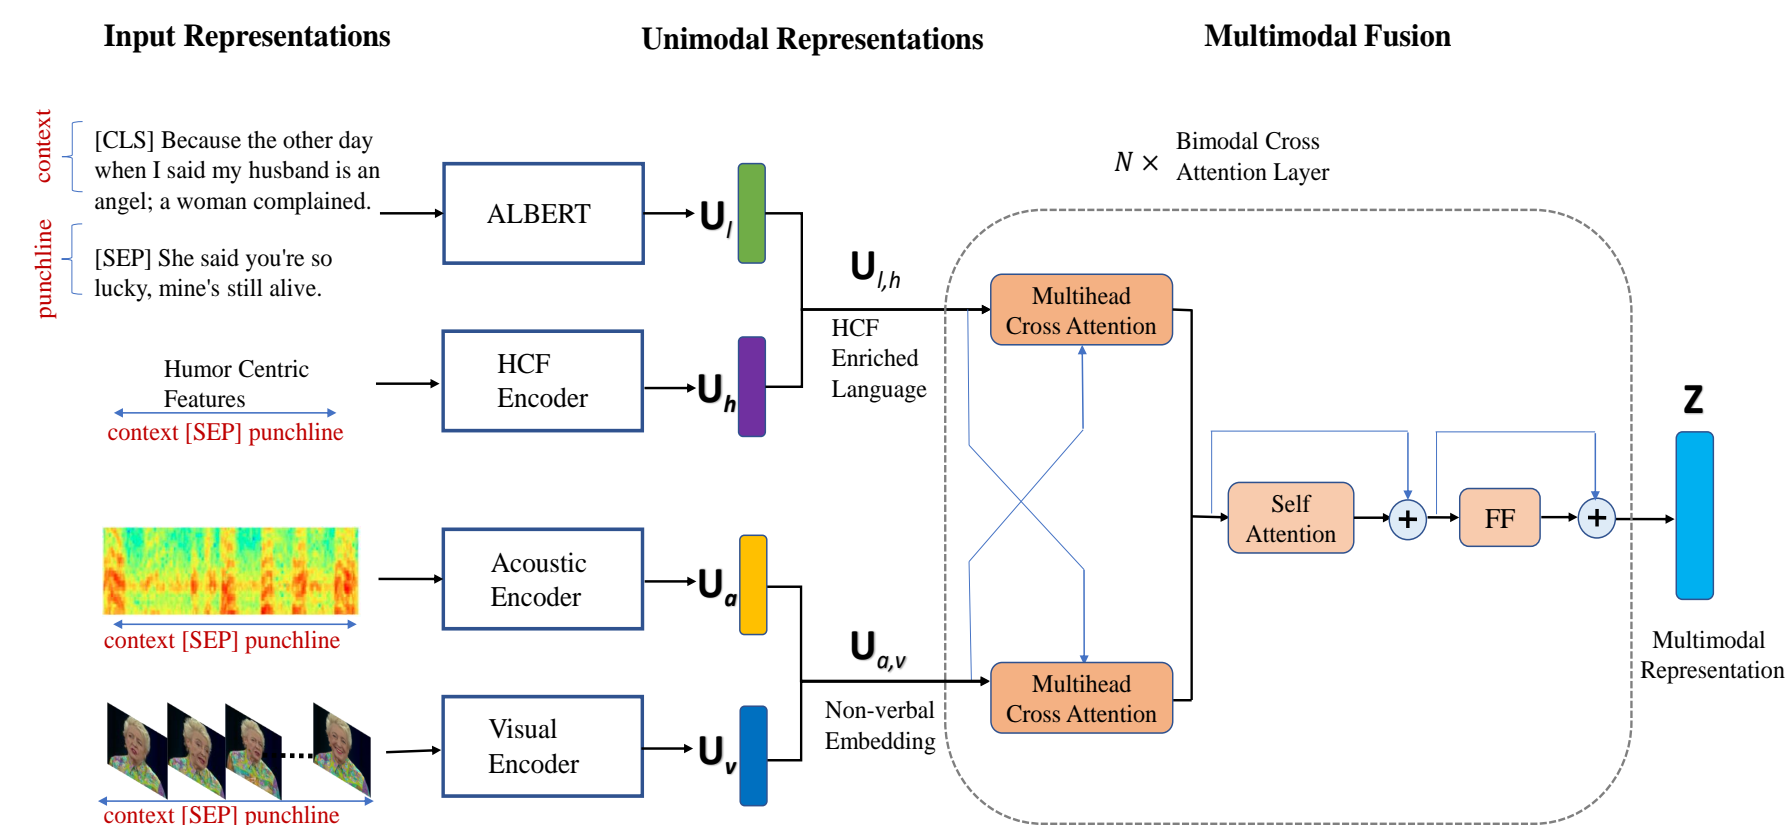 Input Representations
Unimodal Representations
Multimodal Fusion
context
[CLS] Because the other day
when I said my husband is an
angel; a woman complained.
punchline
[SEP] She said you're so
lucky, mine's still alive.
ALBERT
U_l
Humor Centric
Features
context [SEP] punchline
HCF
Encoder
U_h
U_l,h
HCF
Enriched
Language
context [SEP] punchline
Acoustic
Encoder
U_a
context [SEP] punchline
Visual
Encoder
U_v
U_a,v
Non-verbal
Embedding
N × Bimodal Cross
Attention Layer
Multihead
Cross Attention
Multihead
Cross Attention
Self
Attention
+
FF
+
Z
Multimodal
Representation